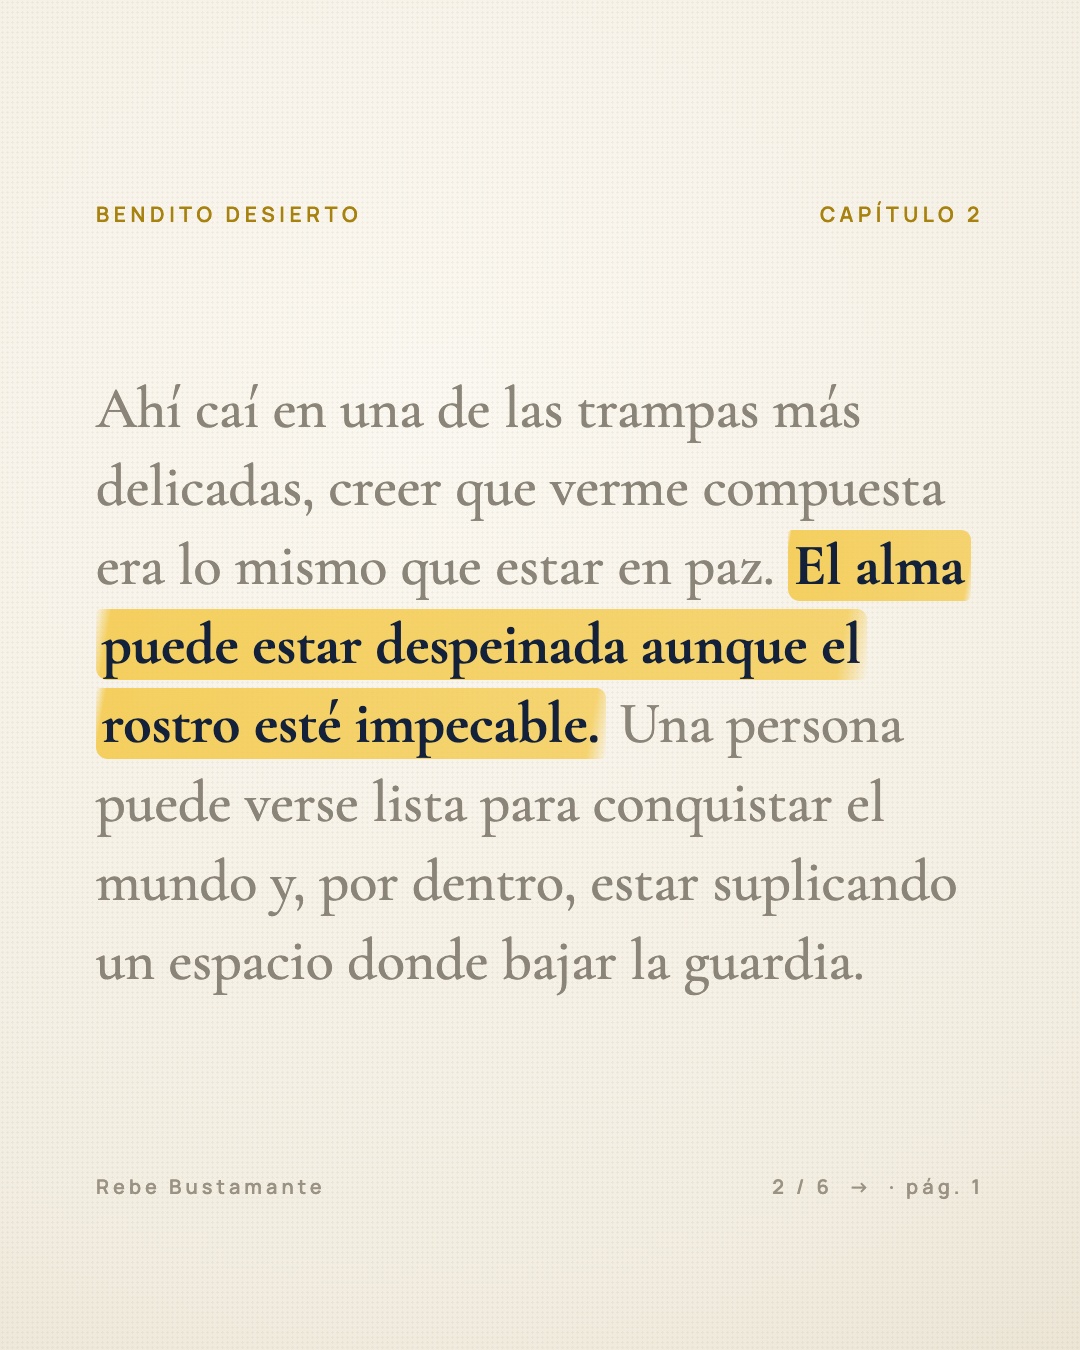 BENDITO DESIERTO
CAPÍTULO 2
Ahí caí en una de las trampas más
delicadas, creer que verme compuesta
era lo mismo que estar en paz. El alma
puede estar despeinada aunque el
rostro esté impecable. Una persona
puede verse lista para conquistar el
mundo y, por dentro, estar suplicando
un espacio donde bajar la guardia.
Rebe Bustamante
2 / 6 → · pág. 1